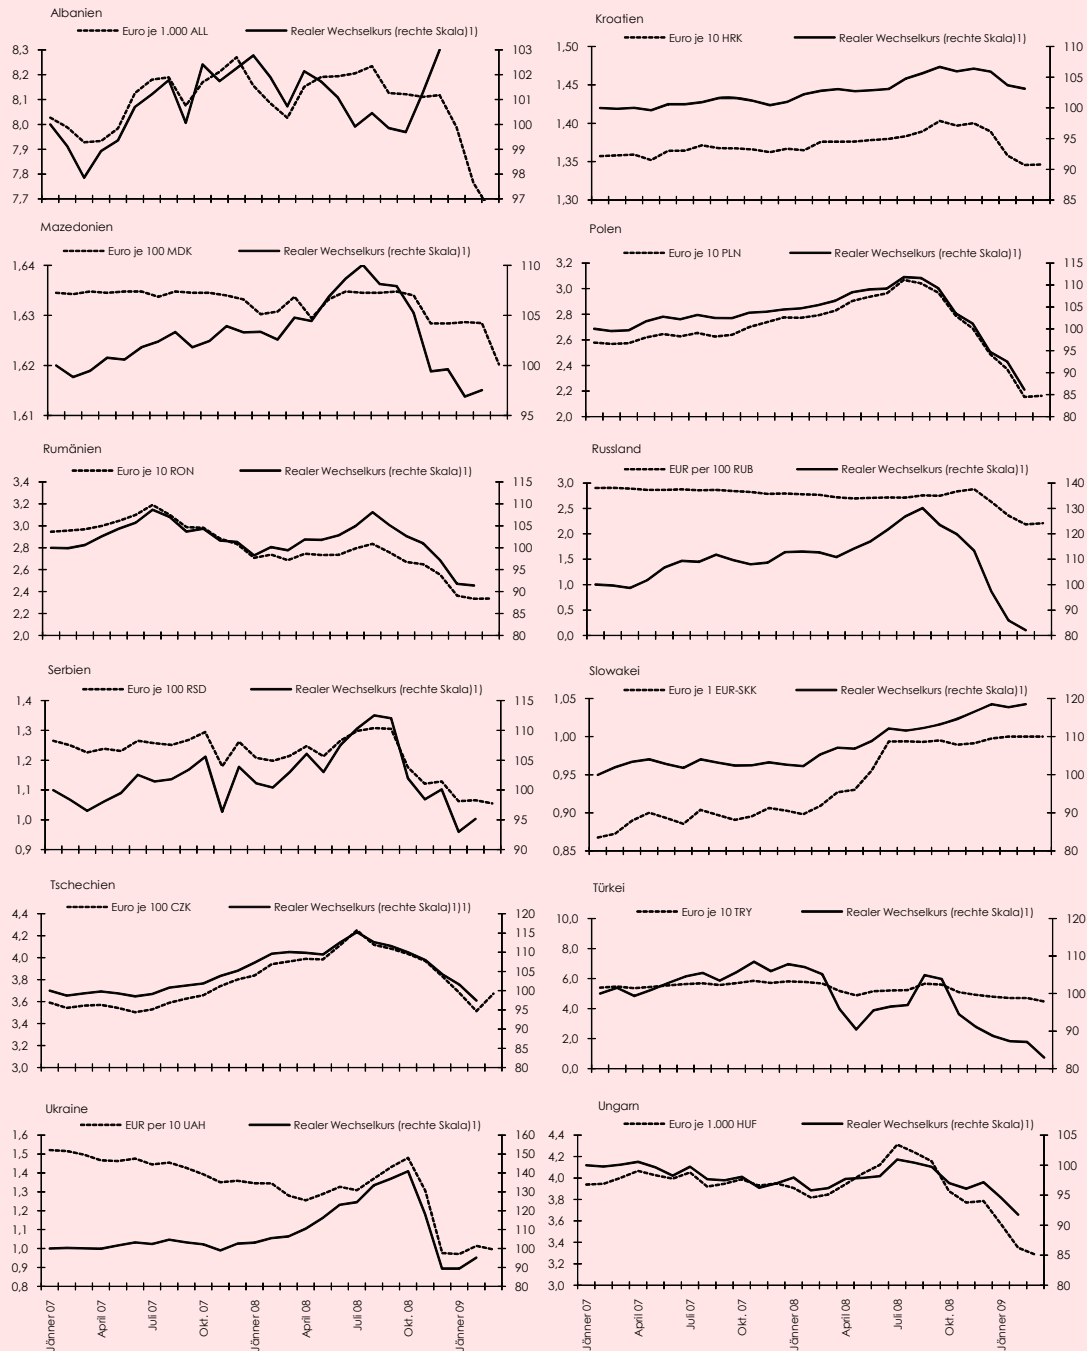 Albanien
Euro je 1.000 ALL
Realer Wechselkurs (rechte Skala)1)
8,3
8,2
8,1
8,0
7,9
7,8
7,7
103
102
101
100
99
98
97
Kroatien
Euro je 10 HRK
Realer Wechselkurs (rechte Skala)1)
1,50
1,45
1,40
1,35
1,30
110
105
100
95
90
85
Mazedonien
Euro je 100 MDK
Realer Wechselkurs (rechte Skala)1)
1,64
1,63
1,62
1,61
110
105
100
95
Polen
Euro je 10 PLN
Realer Wechselkurs (rechte Skala)1)
3,2
3,0
2,8
2,6
2,4
2,2
2,0
115
110
105
100
95
90
85
80
Rumänien
Euro je 10 RON
Realer Wechselkurs (rechte Skala)1)
3,4
3,2
3,0
2,8
2,6
2,4
2,2
2,0
115
110
105
100
95
90
85
80
Russland
EUR per 100 RUB
Realer Wechselkurs (rechte Skala)1)
3,0
2,5
2,0
1,5
1,0
0,5
0,0
140
130
120
110
100
90
80
Serbien
Euro je 100 RSD
Realer Wechselkurs (rechte Skala)1)
1,4
1,3
1,2
1,1
1,0
0,9
115
110
105
100
95
90
Slowakei
Euro je 1 EUR-SKK
Realer Wechselkurs (rechte Skala)1)
1,05
1,00
0,95
0,90
0,85
120
110
100
90
80
Tschechien
Euro je 100 CZK
Realer Wechselkurs (rechte Skala)1)1)
4,4
4,2
4,0
3,8
3,6
3,4
3,2
3,0
120
115
110
105
100
95
90
85
80
Türkei
Euro je 10 TRY
Realer Wechselkurs (rechte Skala)1)
10,0
8,0
6,0
4,0
2,0
0,0
120
110
100
90
80
Ukraine
EUR per 10 UAH
Realer Wechselkurs (rechte Skala)1)
1,6
1,5
1,4
1,3
1,2
1,1
1,0
0,9
0,8
160
150
140
130
120
110
100
90
80
Jänner 07
April 07
Juli 07
Okt. 07
Jänner 08
April 08
Juli 08
Okt. 08
Jänner 09
Ungarn
Euro je 1.000 HUF
Realer Wechselkurs (rechte Skala)1)
4,4
4,2
4,0
3,8
3,6
3,4
3,2
3,0
105
100
95
90
85
80
Jänner 07
April 07
Juli 07
Okt. 07
Jänner 08
April 08
Juli 08
Okt. 08
Jänner 09